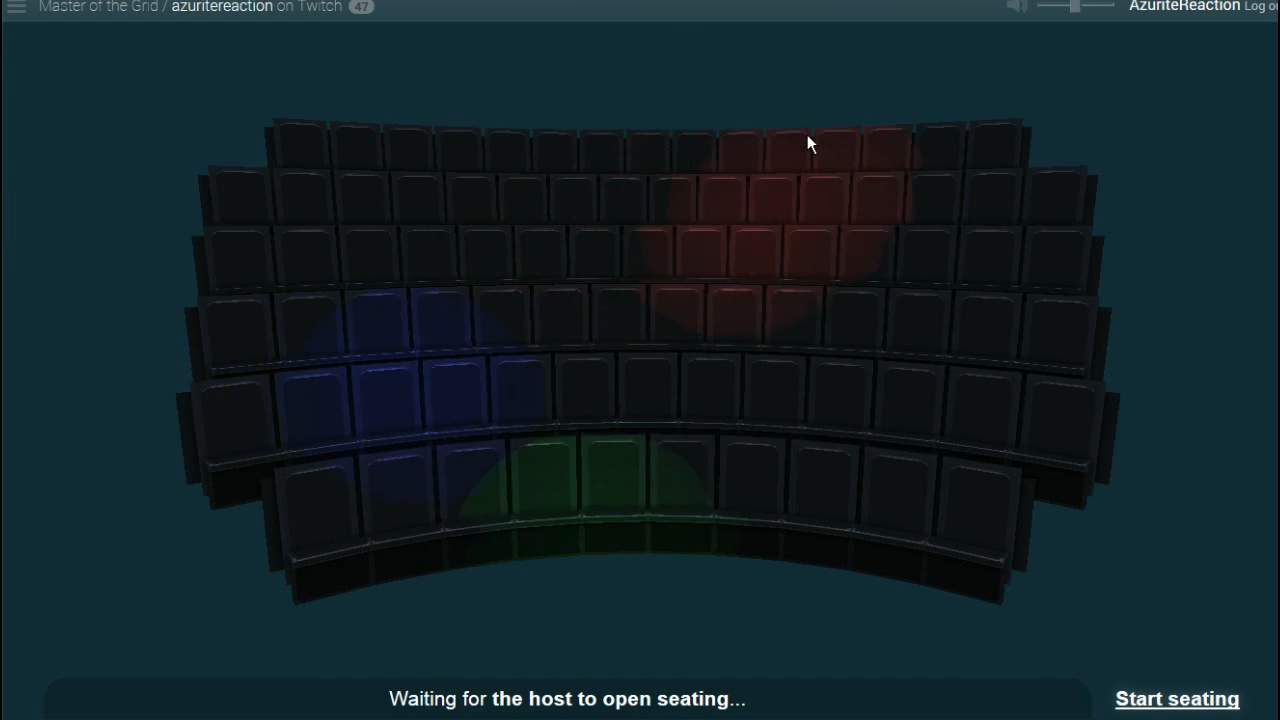 Master of the Grid / azuritereaction on Twitch 47
AzuriteReaction Log
Waiting for the host to open seating...
Start seating